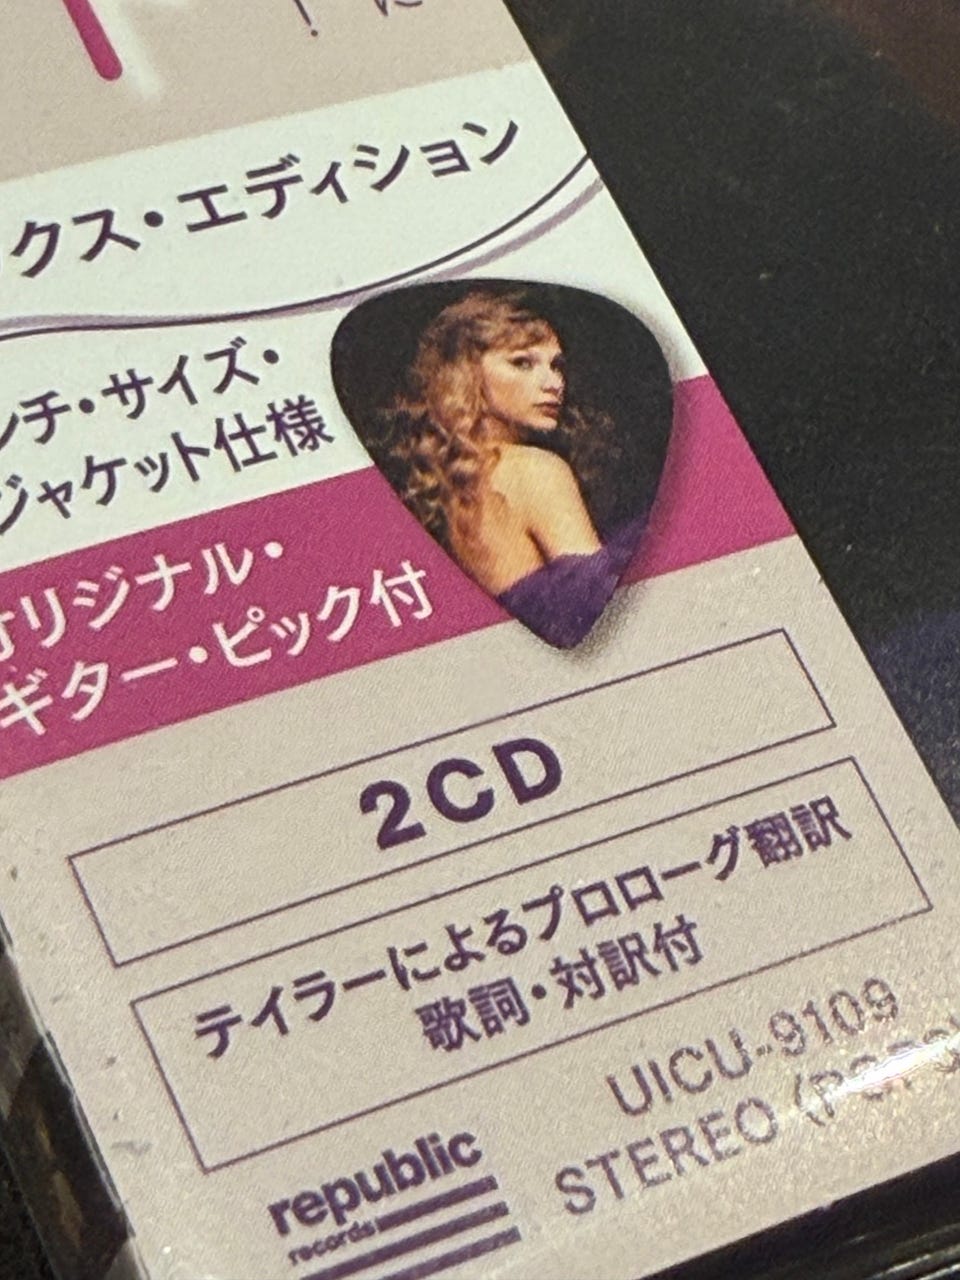 ! に
クス・エディション
ンチ・サイズ・
ジャケット仕様
オリジナル・
ギター・ピック付
2CD
テイラーによるプロローグ翻訳
歌詞・対訳付
UICU-9109
STEREO
republic
records